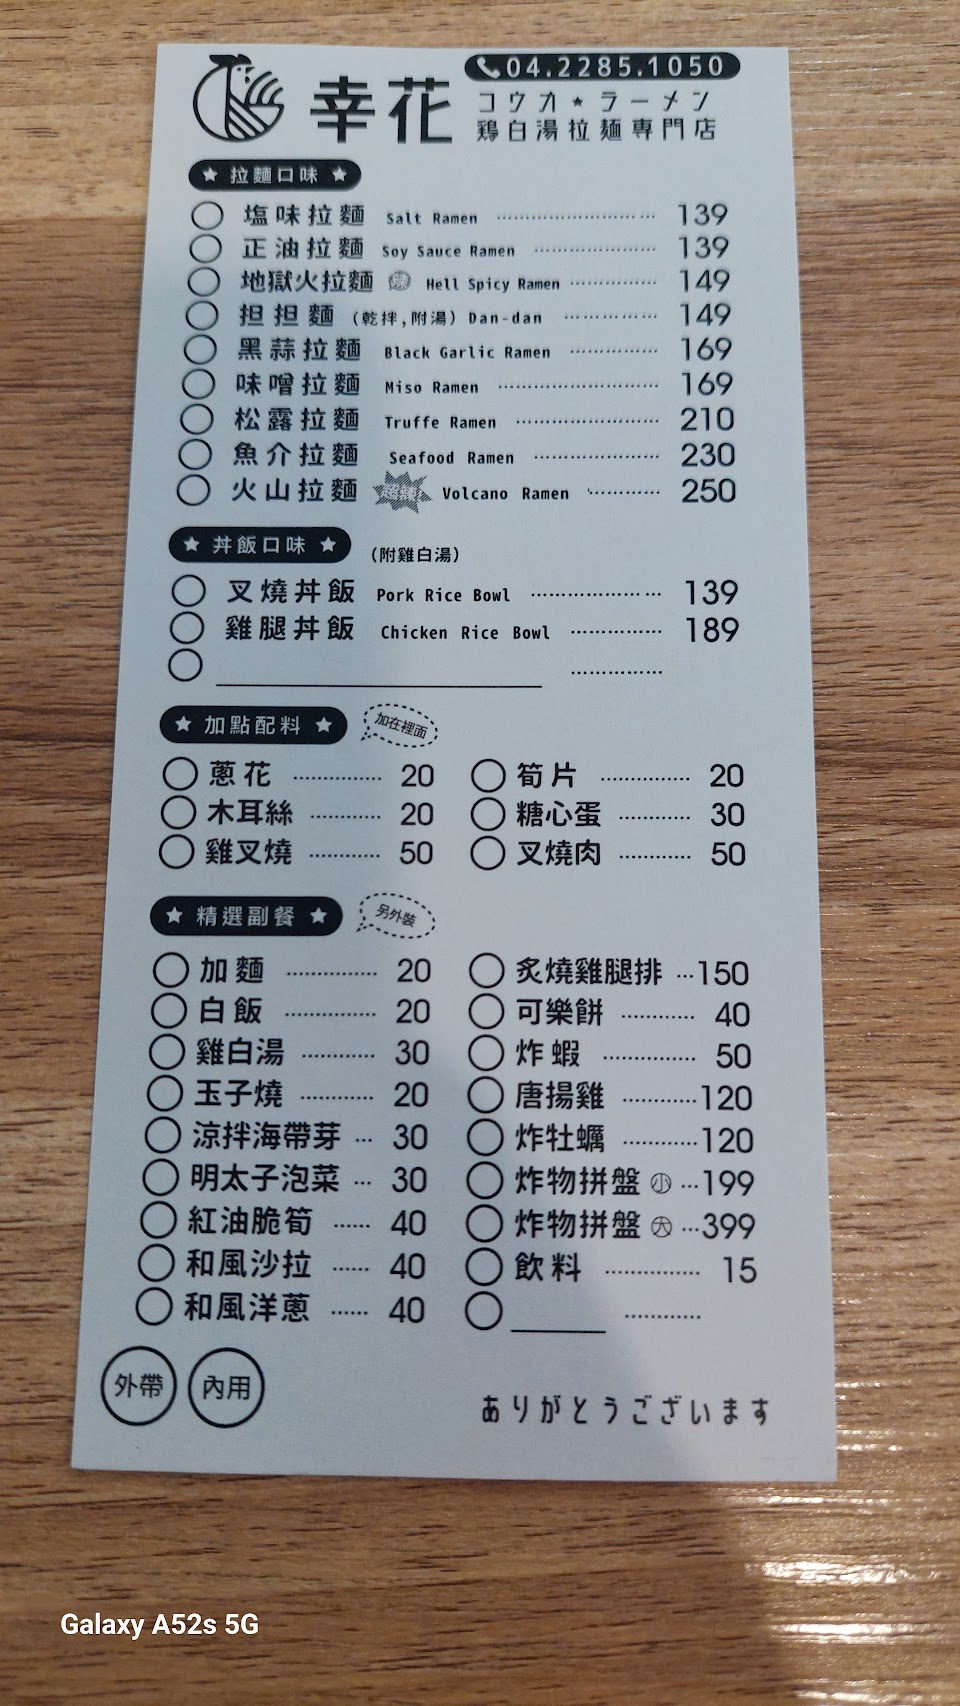 幸花
04.2285.1050
コウカ★ラーメン
鶏白湯拉麺専門店
★ 拉麵口味 ★
塩味拉麵 Salt Ramen 139
正油拉麵 Soy Sauce Ramen 139
地獄火拉麵 辣 Hell Spicy Ramen 149
担担麵 (乾拌,附湯) Dan-dan 149
黑蒜拉麵 Black Garlic Ramen 169
味噌拉麵 Miso Ramen 169
松露拉麵 Truffe Ramen 210
魚介拉麵 Seafood Ramen 230
火山拉麵 超辣! Volcano Ramen 250
★ 丼飯口味 ★ (附雞白湯)
叉燒丼飯 Pork Rice Bowl 139
雞腿丼飯 Chicken Rice Bowl 189
★ 加點配料 ★ 加在裡面
蔥花 20 筍片 20
木耳絲 20 糖心蛋 30
雞叉燒 50 叉燒肉 50
★ 精選副餐 ★ 另外裝
加麵 20 炙燒雞腿排 150
白飯 20 可樂餅 40
雞白湯 30 炸蝦 50
玉子燒 20 唐揚雞 120
涼拌海帶芽 30 炸牡蠣 120
明太子泡菜 30 炸物拼盤 小 199
紅油脆筍 40 炸物拼盤 大 399
和風沙拉 40 飲料 15
和風洋蔥 40
外帶 內用
ありがとうございます
Galaxy A52s 5G